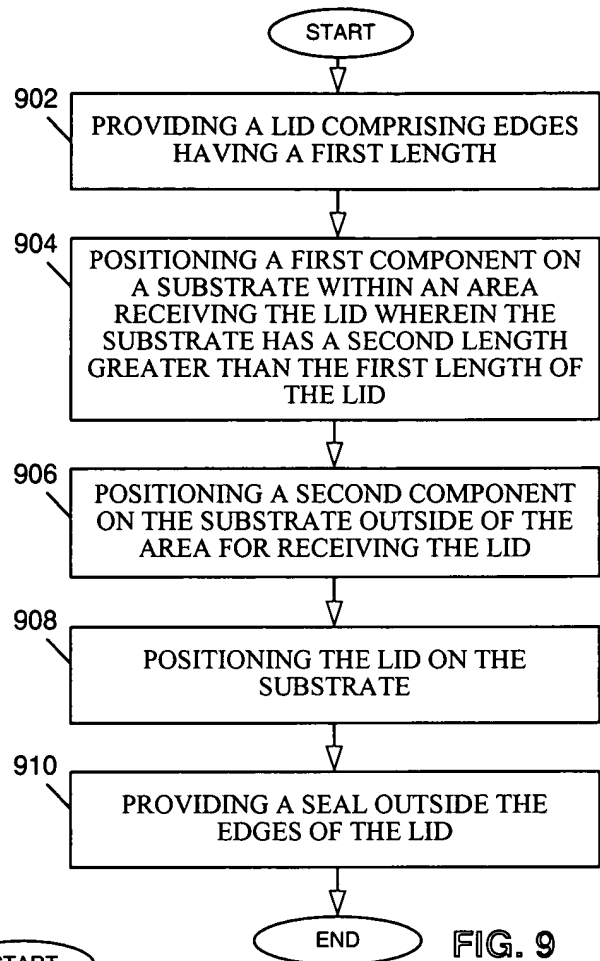 START
902
PROVIDING A LID COMPRISING EDGES
HAVING A FIRST LENGTH
904
POSITIONING A FIRST COMPONENT ON
A SUBSTRATE WITHIN AN AREA
RECEIVING THE LID WHEREIN THE
SUBSTRATE HAS A SECOND LENGTH
GREATER THAN THE FIRST LENGTH OF
THE LID
906
POSITIONING A SECOND COMPONENT
ON THE SUBSTRATE OUTSIDE OF THE
AREA FOR RECEIVING THE LID
908
POSITIONING THE LID ON THE
SUBSTRATE
910
PROVIDING A SEAL OUTSIDE THE
EDGES OF THE LID
END
FIG. 9
START